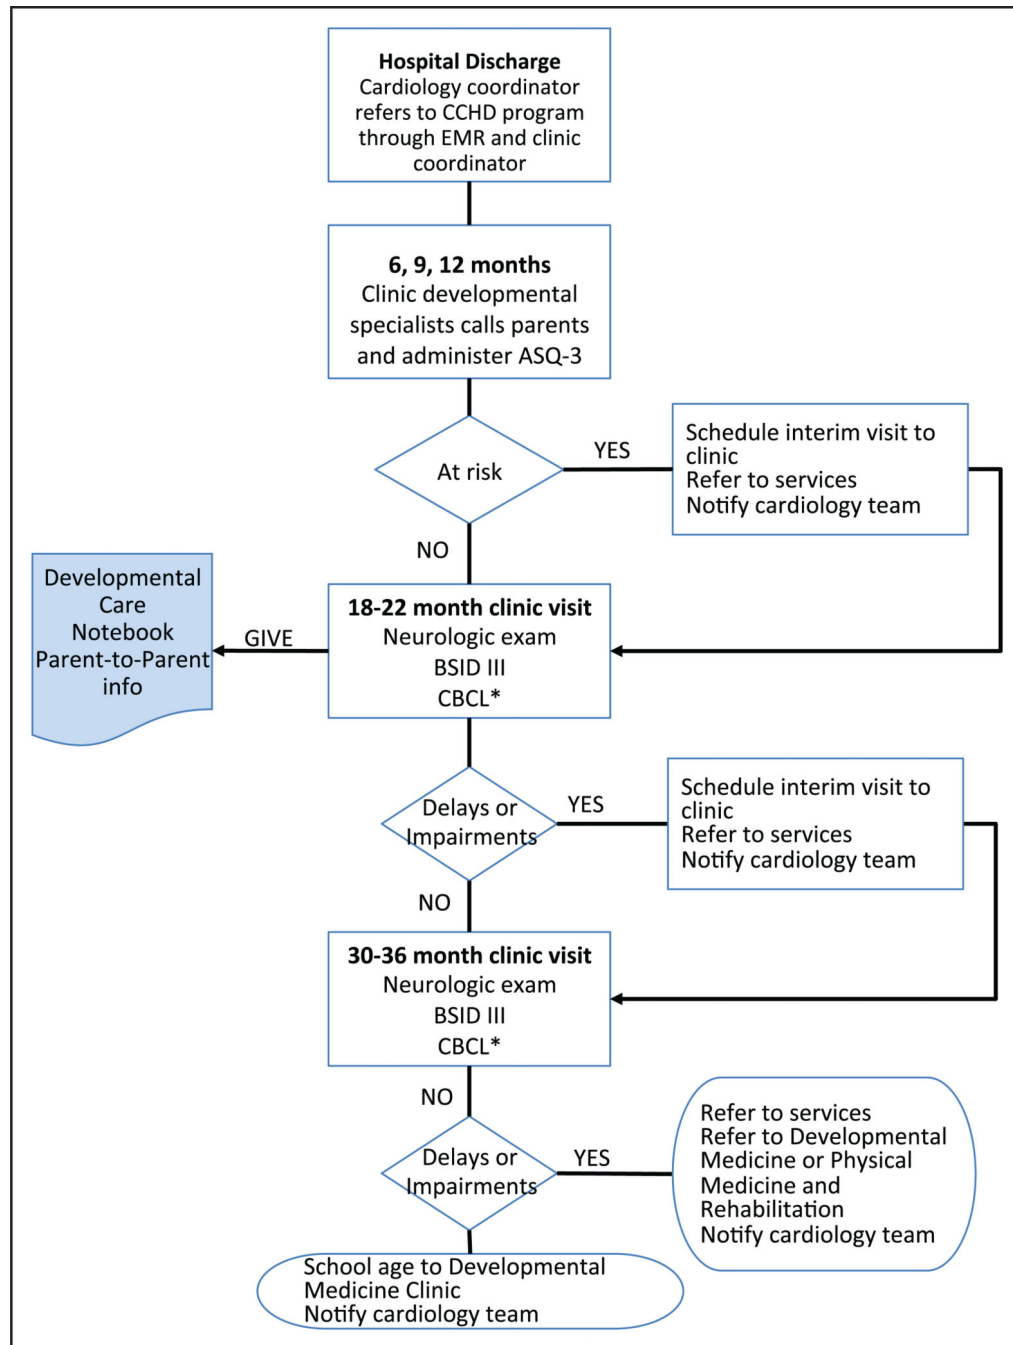 Hospital Discharge
Cardiology coordinator
refers to CCHD program
through EMR and clinic
coordinator
6, 9, 12 months
Clinic developmental
specialists calls parents
and administer ASQ-3
At risk
YES
Schedule interim visit to
clinic
Refer to services
Notify cardiology team
NO
Developmental
Care
Notebook
Parent-to-Parent
info
GIVE
18-22 month clinic visit
Neurologic exam
BSID III
CBCL*
Delays or
Impairments
YES
Schedule interim visit to
clinic
Refer to services
Notify cardiology team
NO
30-36 month clinic visit
Neurologic exam
BSID III
CBCL*
NO
Delays or
Impairments
YES
Refer to services
Refer to Developmental
Medicine or Physical
Medicine and
Rehabilitation
Notify cardiology team
School age to Developmental
Medicine Clinic
Notify cardiology team